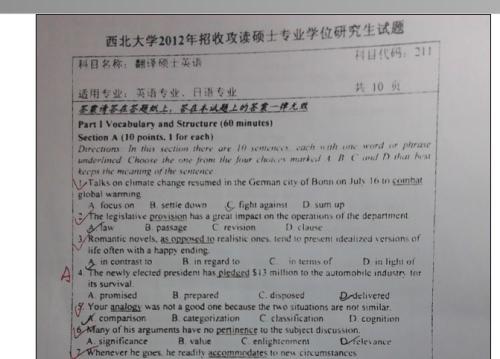 西北大学2012年招收攻读硕士专业学位研究生试题
科目名称：翻译硕士英语 科目代码：211
适用专业：英语专业、日语专业 共 10 页
答案请答在答题纸上，答在本试题上的答案一律无效
Part I Vocabulary and Structure (60 minutes)
Section A (10 points, 1 for each)
Directions: In this section there are 10 sentences, each with one word or phrase
underlined. Choose the one from the four choices marked A. B. C and D that best
keeps the meaning of the sentence.
1. Talks on climate change resumed in the German city of Bonn on July 16 to combat
global warming.
A. focus on B. settle down C. fight against D. sum up
2. The legislative provision has a great impact on the operations of the department.
A. law B. passage C. revision D. clause
3. Romantic novels, as opposed to realistic ones, tend to present idealized versions of
life often with a happy ending.
A. in contrast to B. in regard to C. in terms of D. in light of
A 4. The newly elected president has pledged $13 million to the automobile industry for
its survival.
A. promised B. prepared C. disposed D. delivered
5. Your analogy was not a good one because the two situations are not similar.
A. comparison B. categorization C. classification D. cognition
6. Many of his arguments have no pertinence to the subject discussion.
A. significance B. value C. enlightenment D. relevance
7. Whenever he goes, he readily accommodates to new circumstances